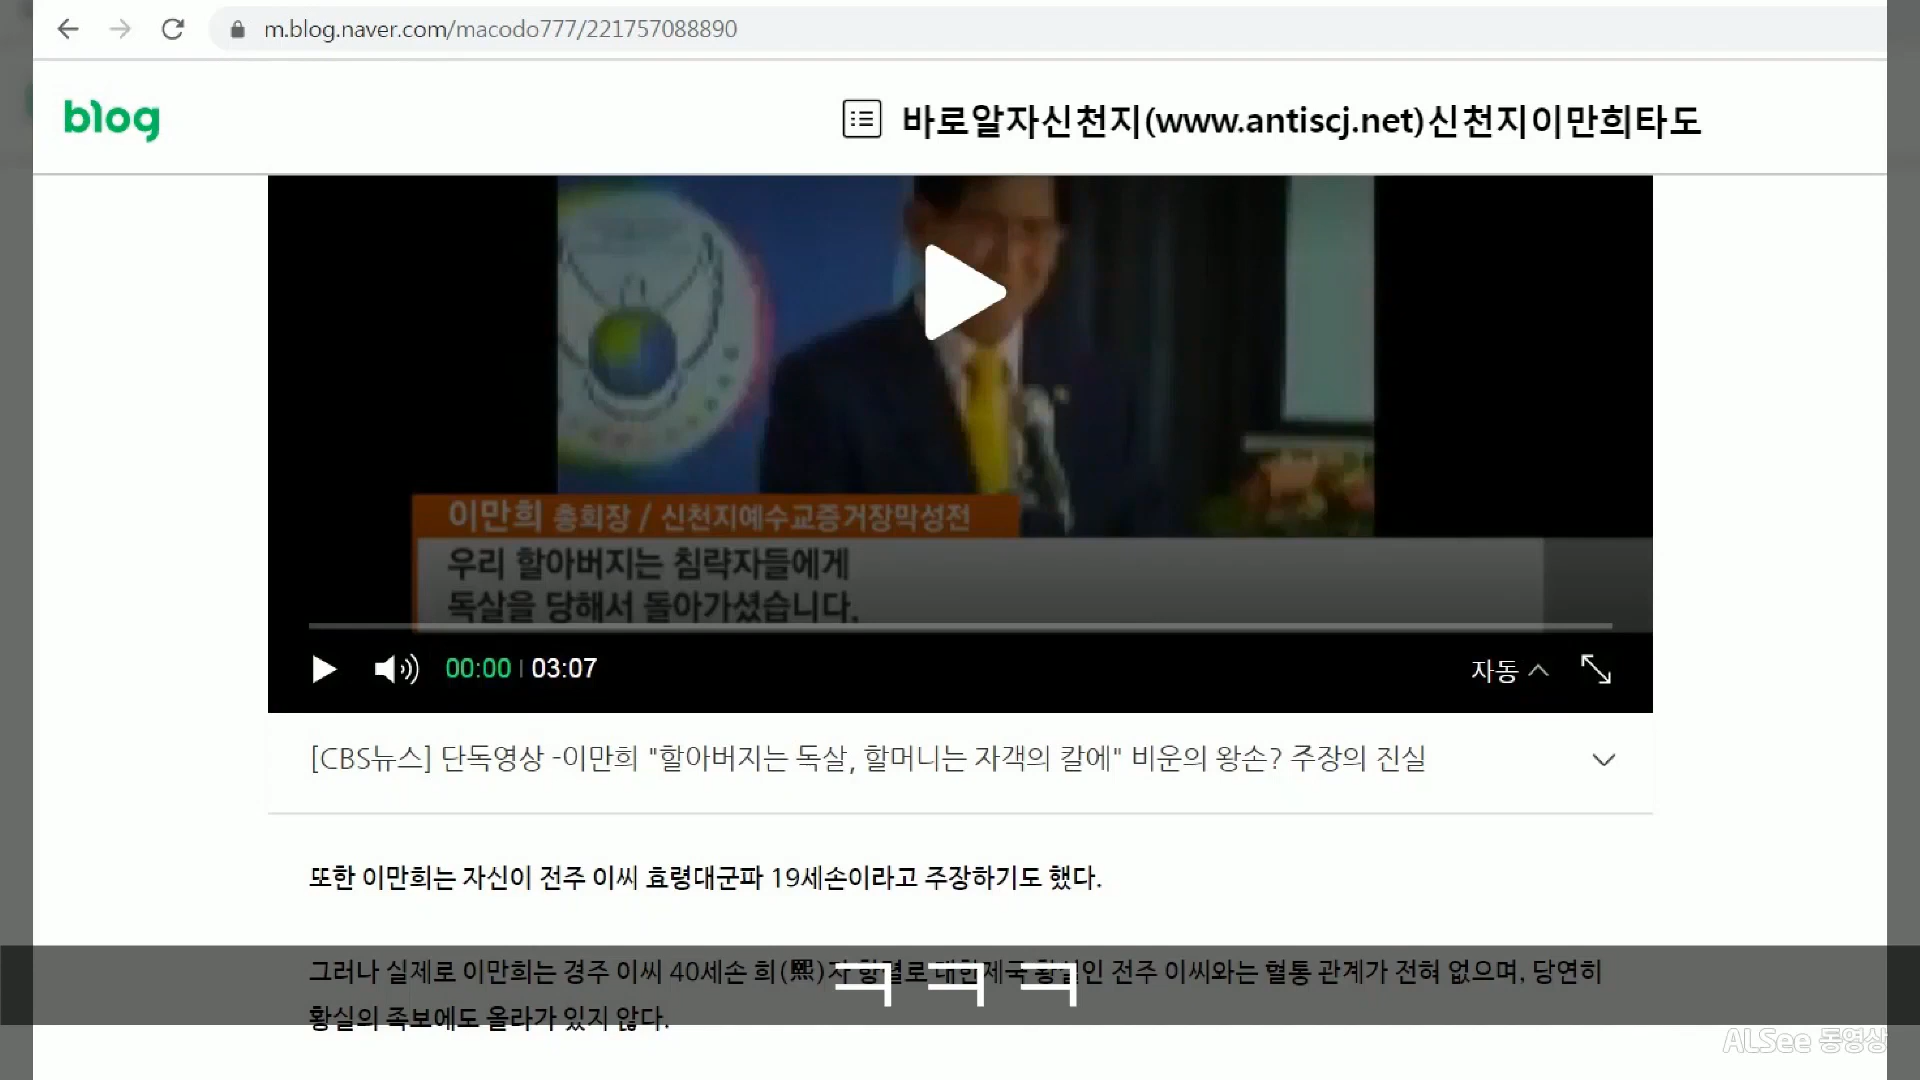 m.blog.naver.com/macodo777/221757088890
blog
바로알자신천지(www.antiscj.net)신천지이만희타도
이만희 총회장 / 신천지예수교증거장막성전
우리 할아버지는 침략자들에게
독살을 당해서 돌아가셨습니다.
00:00 | 03:07
자동
[CBS뉴스] 단독영상 -이만희 "할아버지는 독살, 할머니는 자객의 칼에" 비운의 왕손? 주장의 진실
또한 이만희는 자신이 전주 이씨 효령대군파 19세손이라고 주장하기도 했다.
그러나 실제로 이만희는 경주 이씨 40세손 희(熙)자 항렬로 대한제국 황실인 전주 이씨와는 혈통 관계가 전혀 없으며, 당연히
황실의 족보에도 올라가 있지 않다.
ㅋㅋㅋ
ALSee 동영상